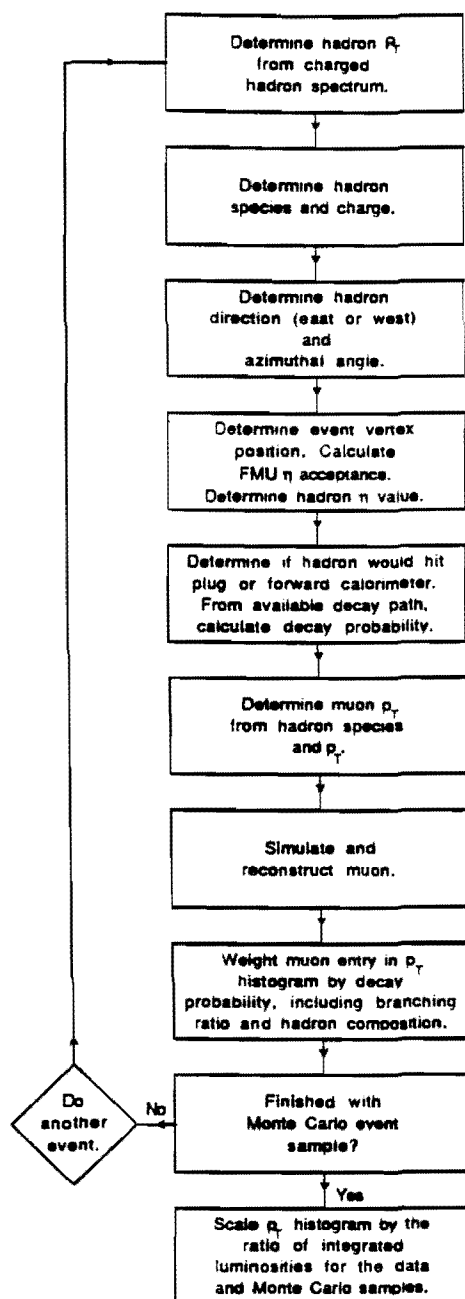 Determine hadron P_T
from charged
hadron spectrum.
Determine hadron
species and charge.
Determine hadron
direction (east or west)
and
azimuthal angle.
Determine event vertex
position. Calculate
FMU η acceptance.
Determine hadron η value.
Determine if hadron would hit
plug or forward calorimeter.
From available decay path,
calculate decay probability.
Determine muon p_T
from hadron species
and p_T.
Simulate and
reconstruct muon.
Weight muon entry in p_T
histogram by decay
probability, including branching
ratio and hadron composition.
Finished with
Monte Carlo event
sample?
No
Do
another
event.
Yes
Scale p_T histogram by the
ratio of integrated
luminosities for the data
and Monte Carlo samples.